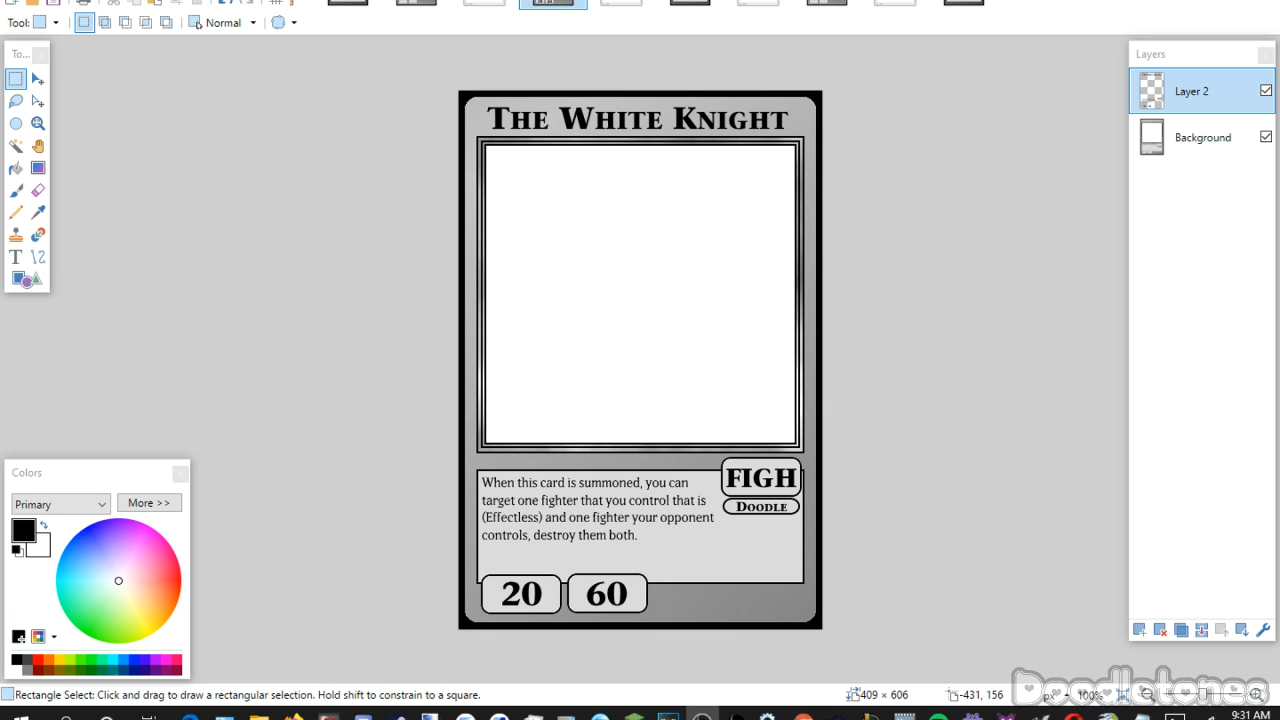 Tool:
Normal
To...
Layers
Layer 2
Background
THE WHITE KNIGHT
When this card is summoned, you can
target one fighter that you control that is
(Effectless) and one fighter your opponent
controls, destroy them both.
FIGH
DOODLE
20
60
Colors
Primary
More >>
Rectangle Select: Click and drag to draw a rectangular selection. Hold shift to constrain to a square.
409 × 606
-431, 156
px
100%
Doodletones
9:31 AM